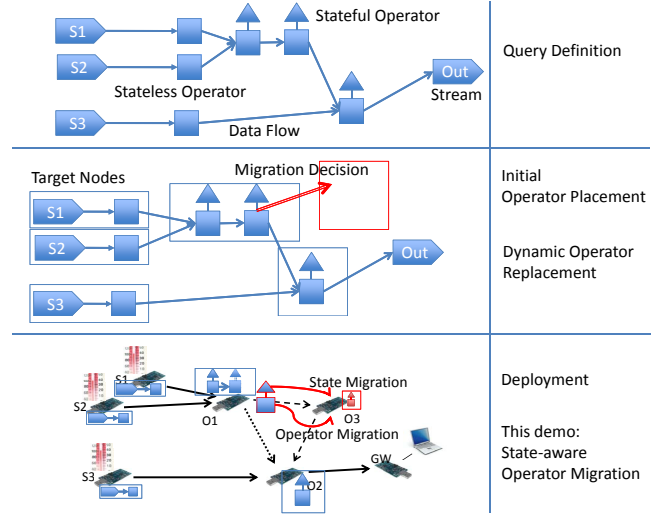 Stateful Operator
S1
S2
Stateless Operator
S3
Data Flow
Out
Stream
Query Definition
Target Nodes
Migration Decision
S1
S2
S3
Out
Initial
Operator Placement
Dynamic Operator
Replacement
S1
S2
S3
O1
State Migration
O3
Operator Migration
O2
GW
Deployment
This demo:
State-aware
Operator Migration